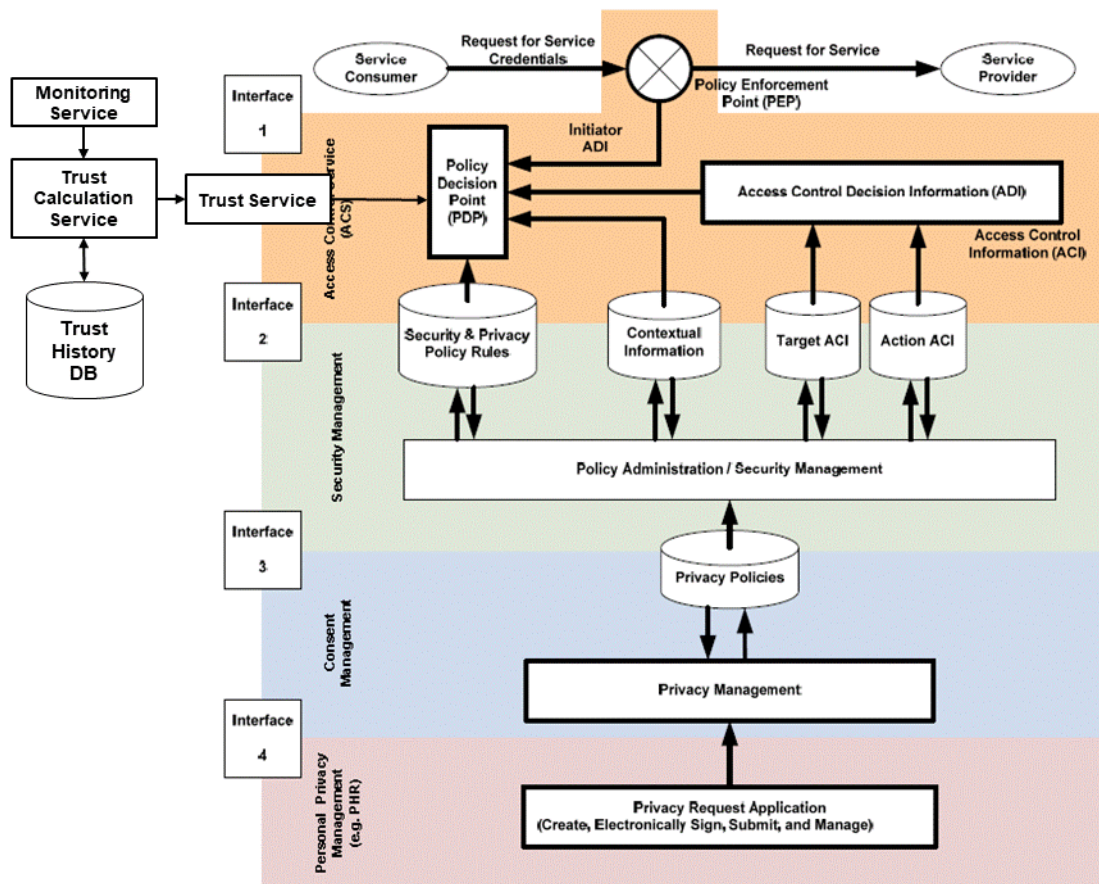 Request for Service
Credentials
Request for Service
Service
Consumer
Service
Provider
Policy Enforcement
Point (PEP)
Monitoring
Service
Interface
1
Initiator
ADI
Policy
Decision
Point
(PDP)
Access Control Decision Information (ADI)
Access Control
Information (ACI)
Trust
Calculation
Service
Trust Service
(ACS)
Interface
2
Trust
History
DB
Security & Privacy
Policy Rules
Contextual
Information
Target ACI
Action ACI
Security Management
Policy Administration / Security Management
Interface
3
Privacy Policies
Consent
Management
Privacy Management
Interface
4
Personal Privacy
Management
(e.g. PHR)
Privacy Request Application
(Create, Electronically Sign, Submit, and Manage)